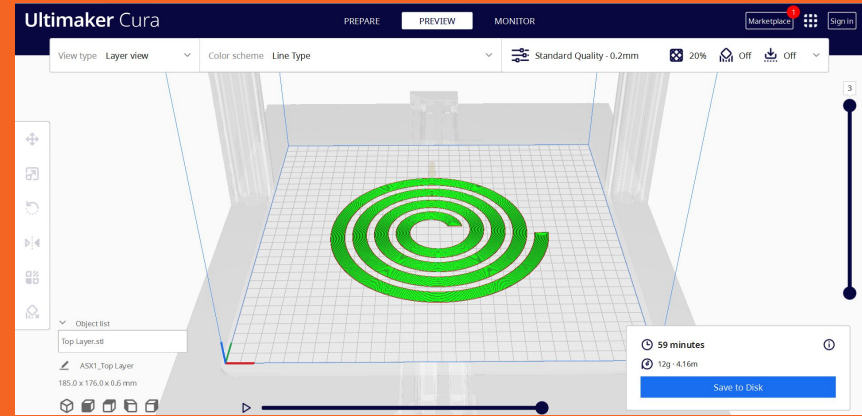 Ultimaker Cura
PREPARE PREVIEW MONITOR
Marketplace 1 Sign in
View type Layer view
Color scheme Line Type
Standard Quality - 0.2mm 20% Off Off
3
Object list
Top Layer.stl
ASX1_Top Layer
185.0 x 176.0 x 0.6 mm
59 minutes
12g · 4.16m
Save to Disk